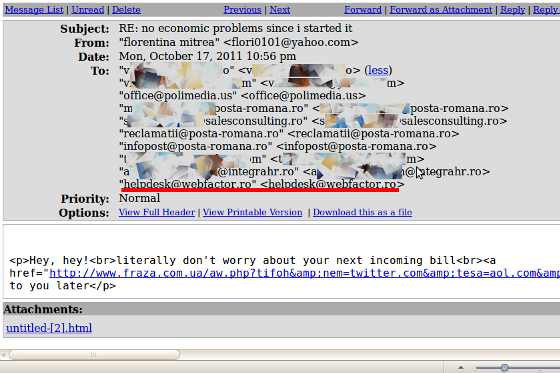 Message List | Unread | Delete Previous | Next Forward | Forward as Attachment | Reply | Reply
Subject: RE: no economic problems since i started it
From: "florentina mitrea" <flori0101@yahoo.com>
Date: Mon, October 17, 2011 10:56 pm
To: "v o" <v o> (less)
"v m" <v m>
"office@polimedia.us" <office@polimedia.us>
"m posta-romana.ro" < posta-romana.ro>
"s salesconsulting.ro" <s salesconsulting.ro>
"reclamatii@posta-romana.ro" <reclamatii@posta-romana.ro>
"infopost@posta-romana.ro" <infopost@posta-romana.ro>
m" <t m>
"a @integrahr.ro" <a @integrahr.ro>
"helpdesk@webfactor.ro" <helpdesk@webfactor.ro>
Priority: Normal
Options: View Full Header | View Printable Version | Download this as a file
<p>Hey, hey!<br>literally don't worry about your next incoming bill<br><a
href="http://www.fraza.com.ua/aw.php?tifoh&amp;nem=twitter.com&amp;tesa=aol.com&amp
to you later</p>
Attachments:
untitled-[2].html